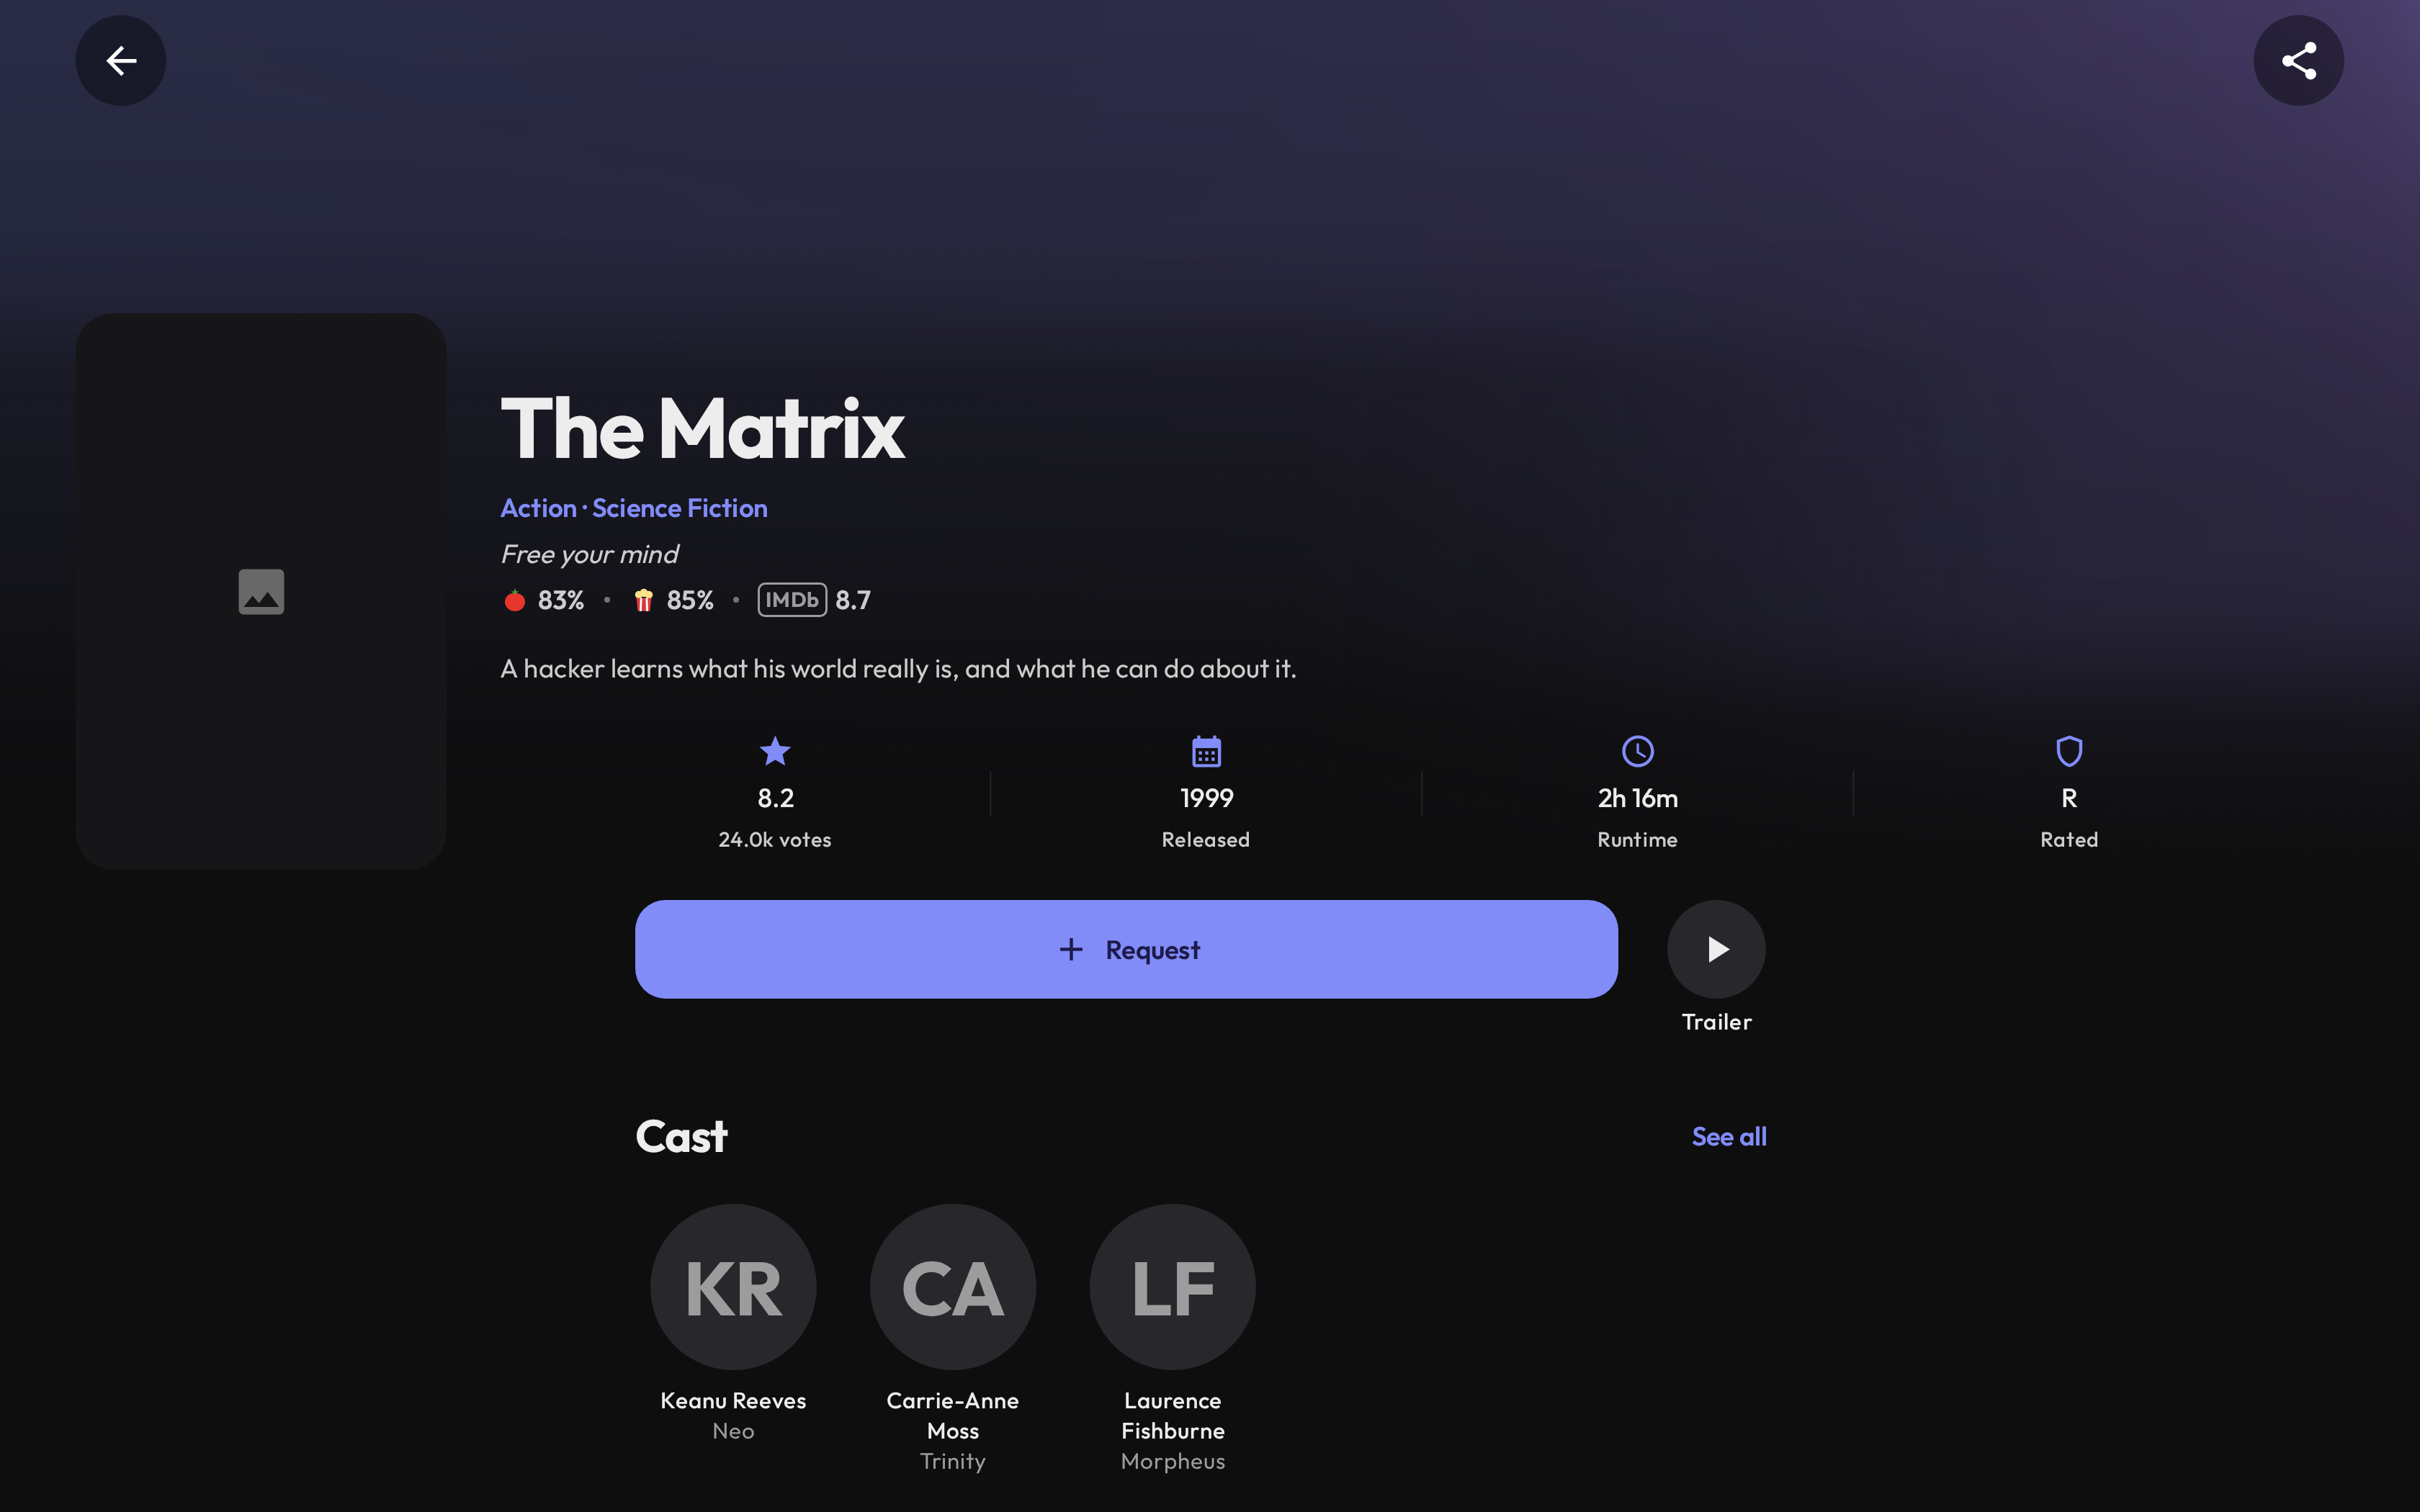 The Matrix
Action · Science Fiction
Free your mind
83% • 85% • IMDb 8.7
A hacker learns what his world really is, and what he can do about it.
8.2
24.0k votes
1999
Released
2h 16m
Runtime
R
Rated
Request
Trailer
Cast
See all
KR
Keanu Reeves
Neo
CA
Carrie-Anne
Moss
Trinity
LF
Laurence
Fishburne
Morpheus